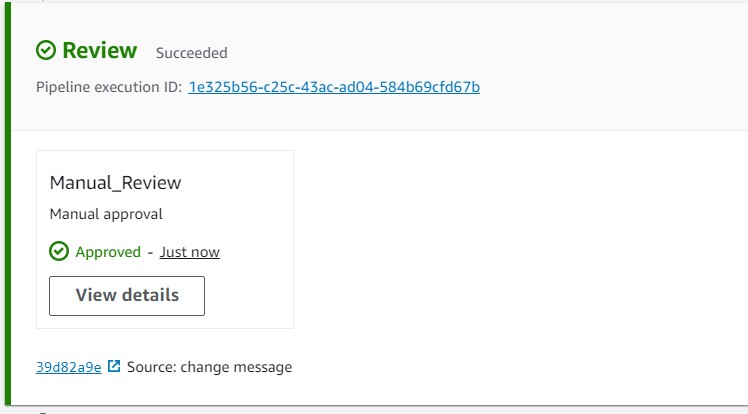 Review Succeeded
Pipeline execution ID: 1e325b56-c25c-43ac-ad04-584b69cfd67b
Manual_Review
Manual approval
Approved - Just now
View details
39d82a9e Source: change message